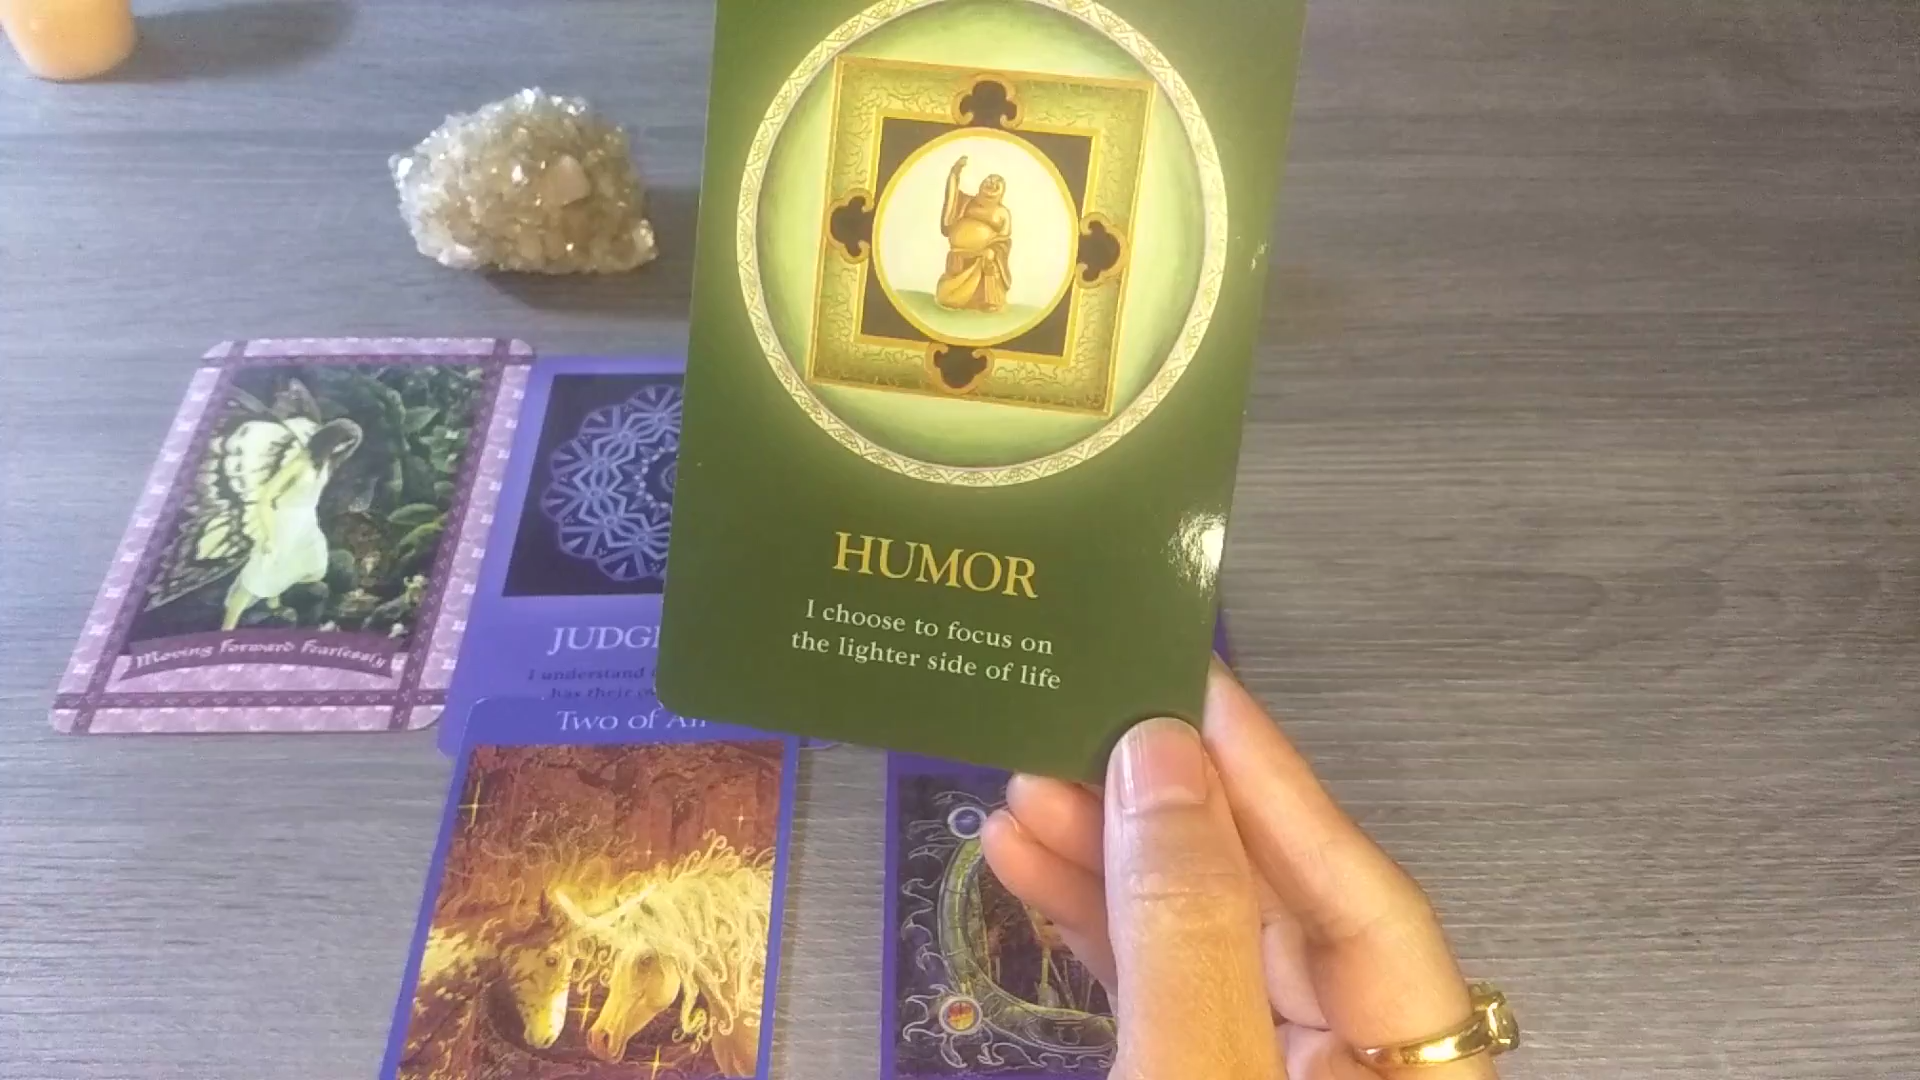 HUMOR
I choose to focus on
the lighter side of life
Moving Forward Fearlessly
JUDG
I understand
has their
Two of Air